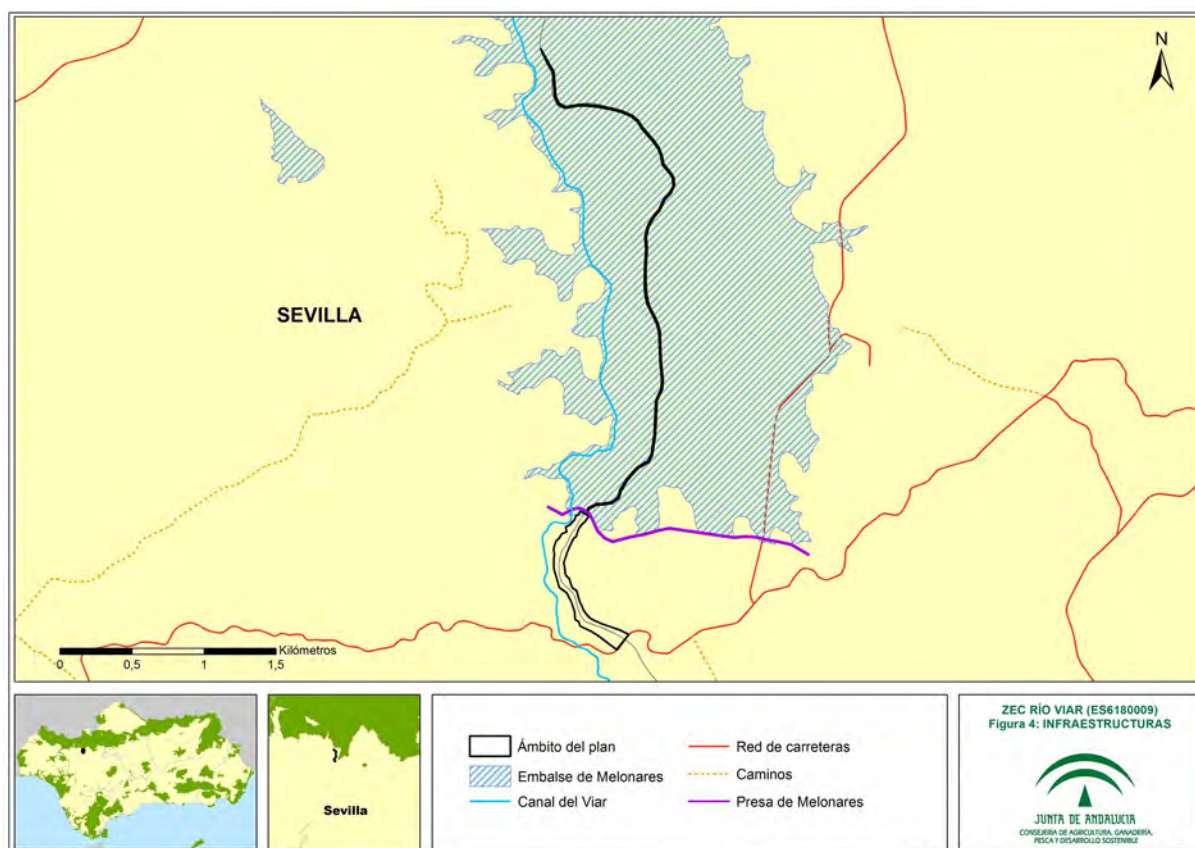 N
SEVILLA
Kilómetros
0 0,5 1 1,5
Sevilla
Ámbito del plan
Embalse de Melonares
Canal del Viar
Red de carreteras
Caminos
Presa de Melonares
ZEC RÍO VIAR (ES6180009)
Figura 4: INFRAESTRUCTURAS
JUNTA DE ANDALUCIA
CONSEJERÍA DE AGRICULTURA, GANADERÍA,
PESCA Y DESARROLLO SOSTENIBLE